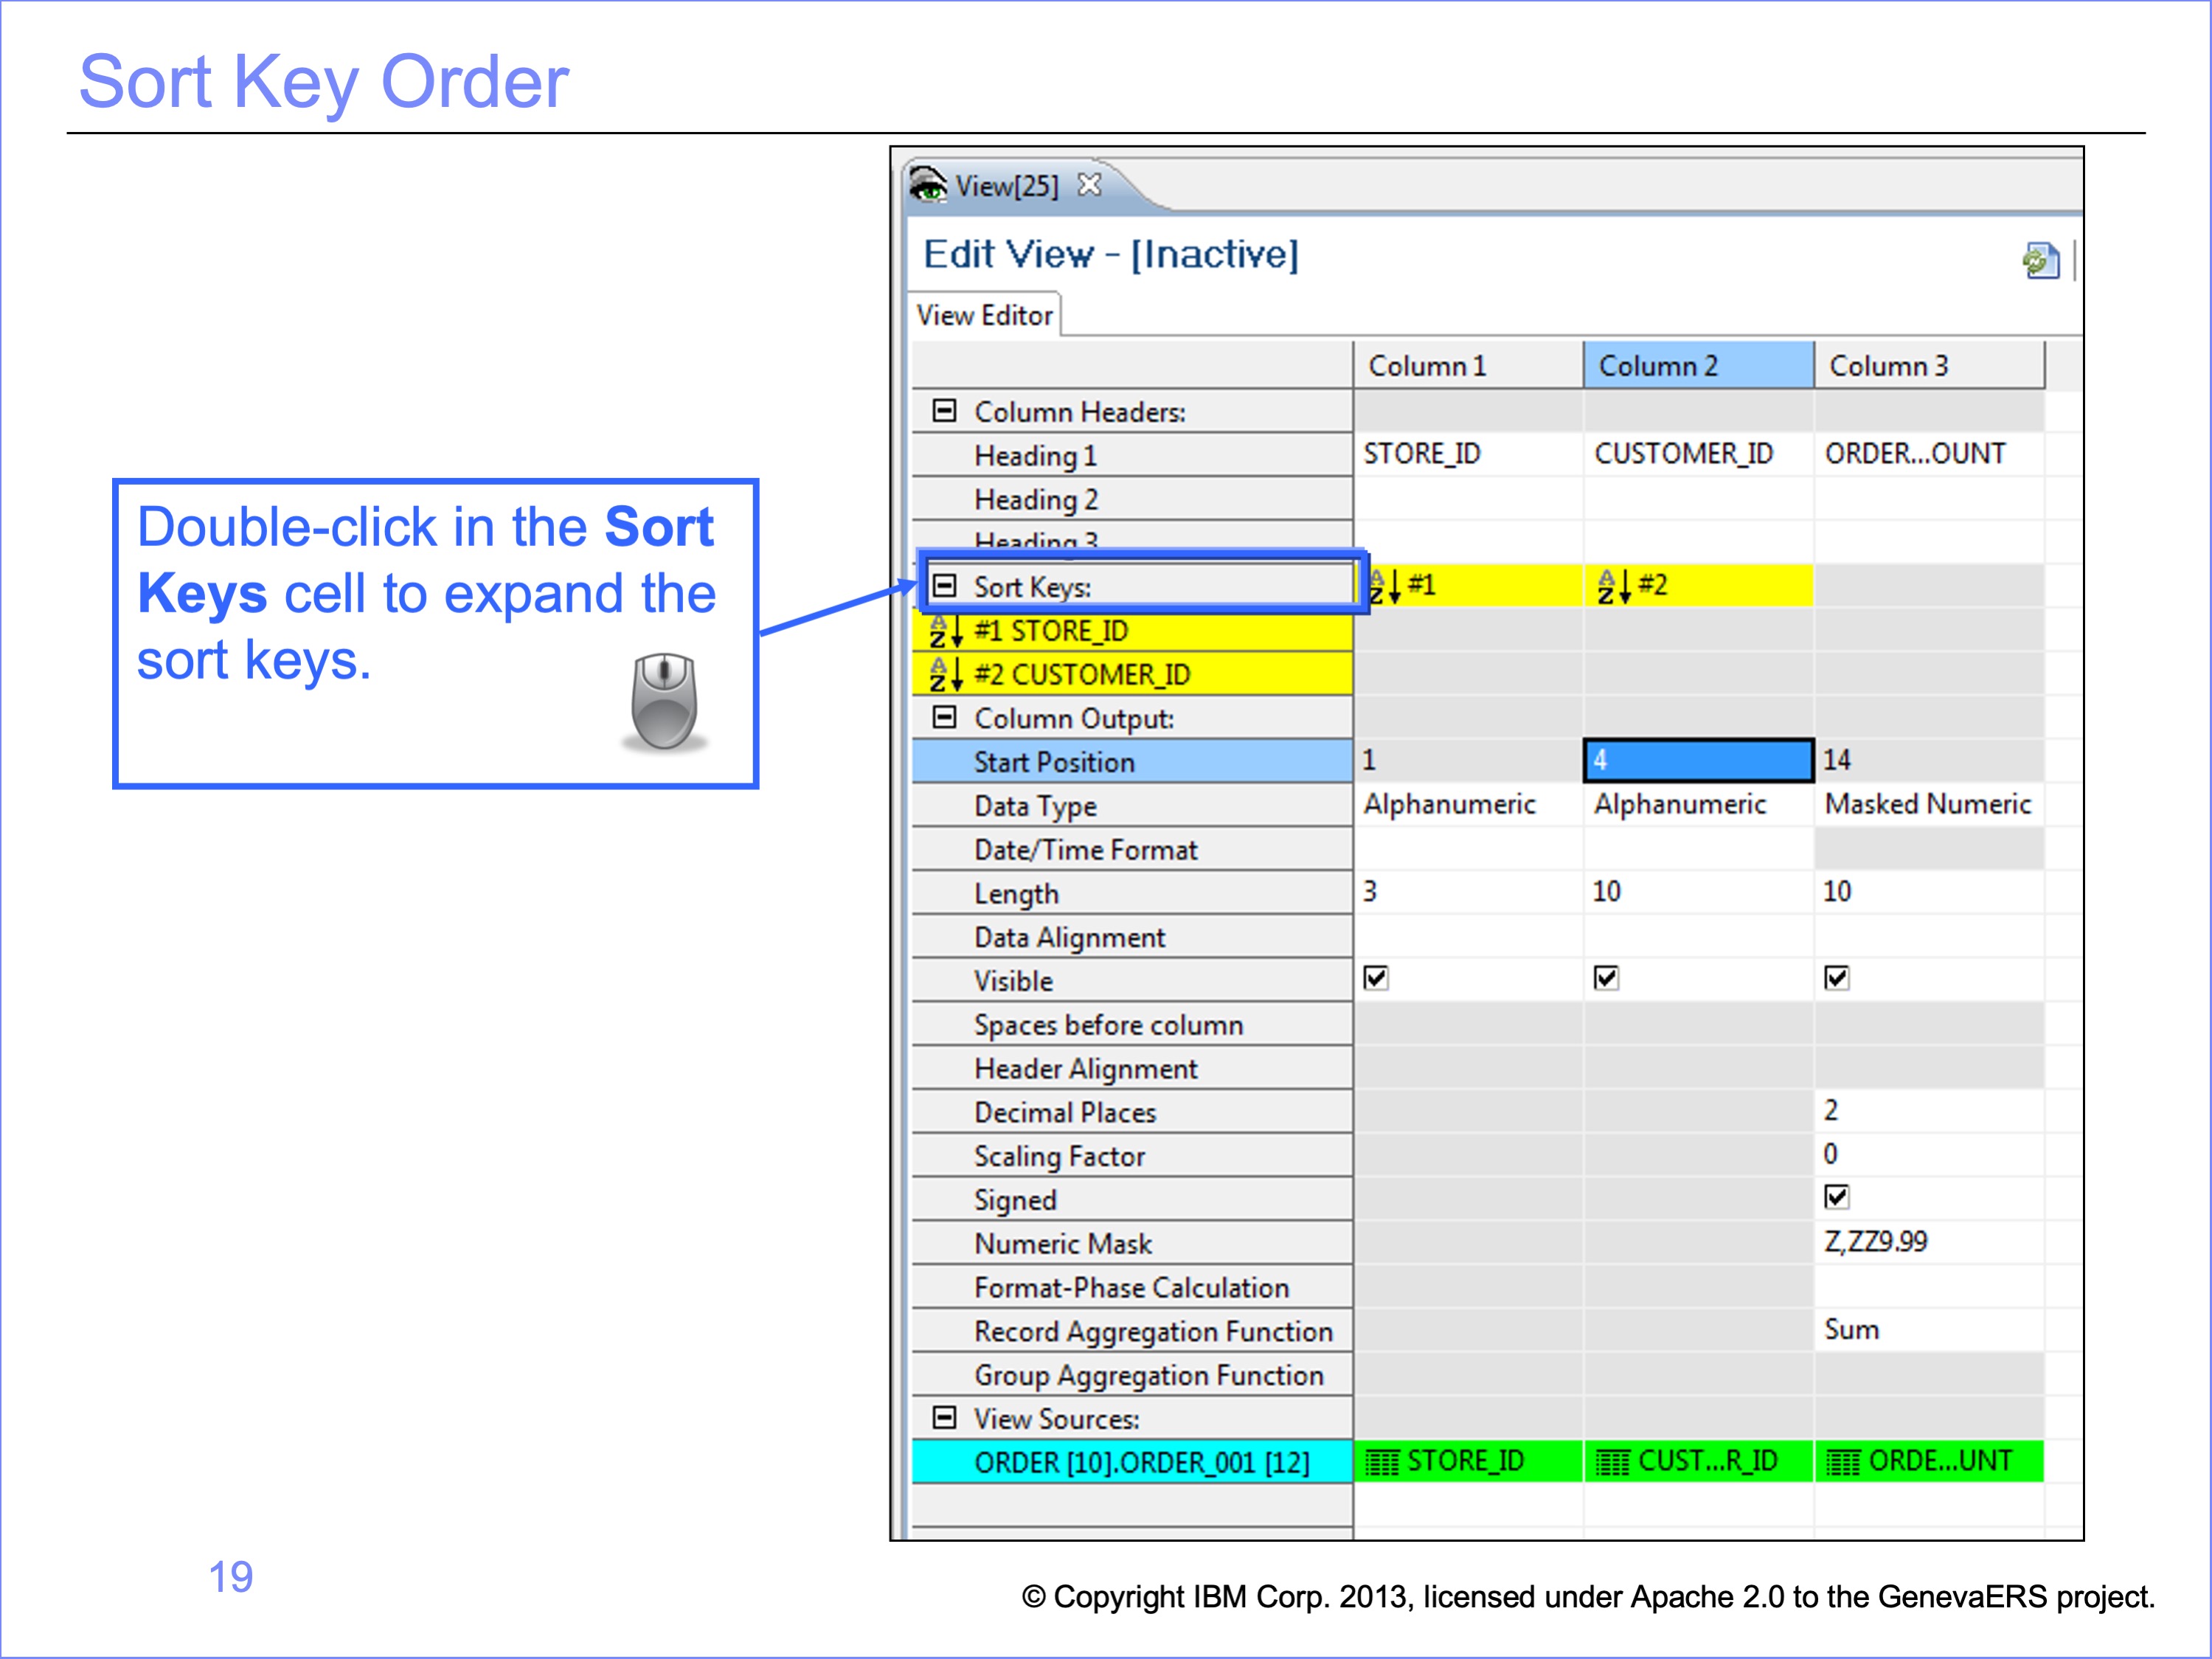 Sort Key Order
View[25]
Edit View - [Inactive]
View Editor
Column 1 Column 2 Column 3
Column Headers:
Heading 1 STORE_ID CUSTOMER_ID ORDER...OUNT
Heading 2
Heading 3
Sort Keys: #1 #2
#1 STORE_ID
#2 CUSTOMER_ID
Column Output:
Start Position 1 4 14
Data Type Alphanumeric Alphanumeric Masked Numeric
Date/Time Format
Length 3 10 10
Data Alignment
Visible
Spaces before column
Header Alignment
Decimal Places 2
Scaling Factor 0
Signed
Numeric Mask Z,ZZ9.99
Format-Phase Calculation
Record Aggregation Function Sum
Group Aggregation Function
View Sources:
ORDER [10].ORDER_001 [12] STORE_ID CUST...R_ID ORDE...UNT
Double-click in the Sort
Keys cell to expand the
sort keys.
19
© Copyright IBM Corp. 2013, licensed under Apache 2.0 to the GenevaERS project.